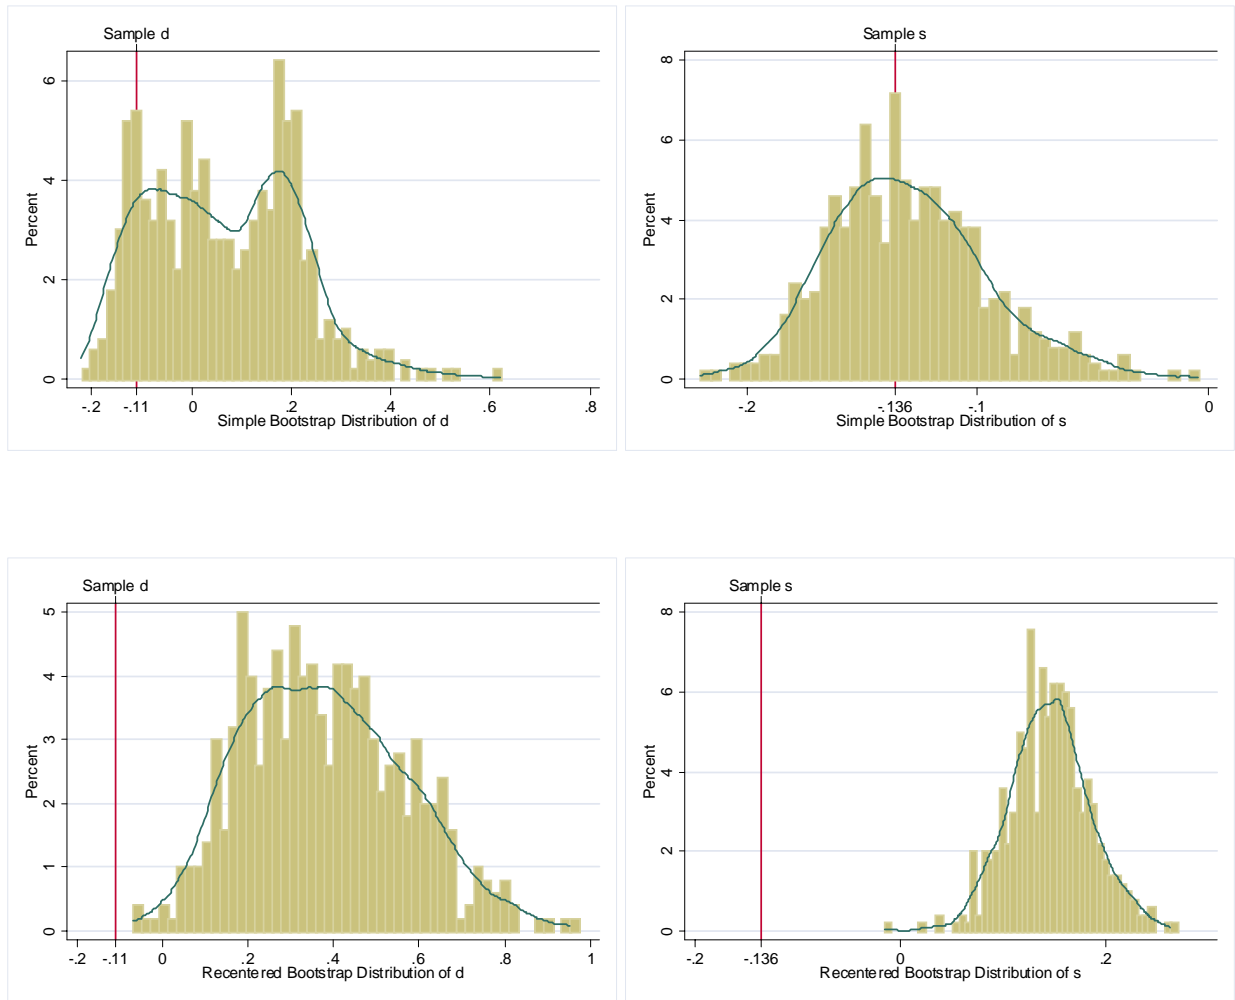 Sample d
Percent
6
4
2
0
-.2 -.11 0 .2 .4 .6 .8
Simple Bootstrap Distribution of d
Sample s
Percent
8
6
4
2
0
-.2 -.136 -.1 0
Simple Bootstrap Distribution of s
Sample d
Percent
5
4
3
2
1
0
-.2 -.11 0 .2 .4 .6 .8 1
Recentered Bootstrap Distribution of d
Sample s
Percent
8
6
4
2
0
-.2 -.136 0 .2
Recentered Bootstrap Distribution of s